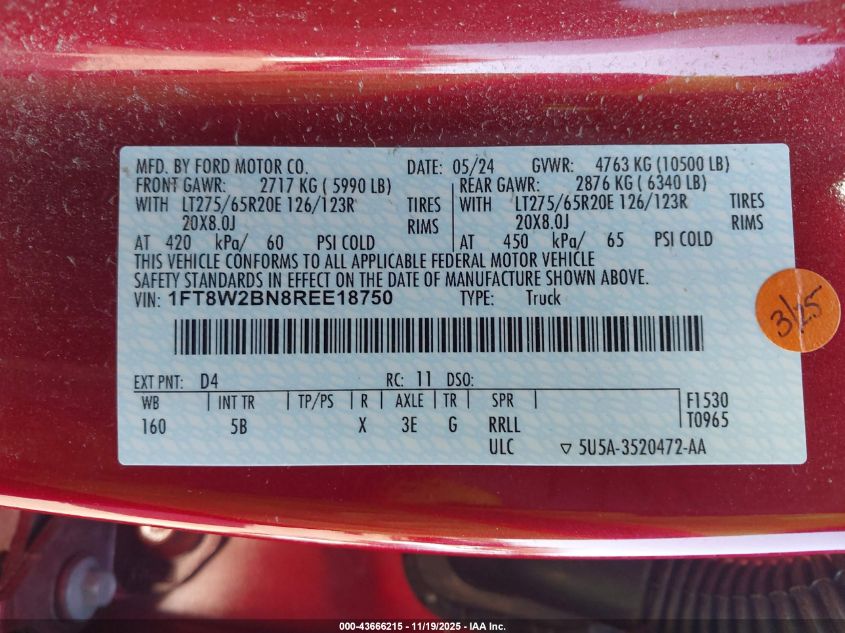 MFD. BY FORD MOTOR CO. DATE: 05/24 GVWR: 4763 KG (10500 LB)
FRONT GAWR: 2717 KG ( 5990 LB) REAR GAWR: 2876 KG ( 6340 LB)
WITH LT275/65R20E 126/123R TIRES WITH LT275/65R20E 126/123R TIRES
20X8.0J RIMS 20X8.0J RIMS
AT 420 kPa/ 60 PSI COLD AT 450 kPa/ 65 PSI COLD
THIS VEHICLE CONFORMS TO ALL APPLICABLE FEDERAL MOTOR VEHICLE
SAFETY STANDARDS IN EFFECT ON THE DATE OF MANUFACTURE SHOWN ABOVE.
VIN: 1FT8W2BN8REE18750 TYPE: Truck
3/25
EXT PNT: D4 RC: 11 DSO:
WB INT TR TP/PS R AXLE TR SPR F1530
160 5B X 3E G RRLL T0965
ULC ▽ 5U5A-3520472-AA
000-43666215 - 11/19/2025 - IAA Inc.